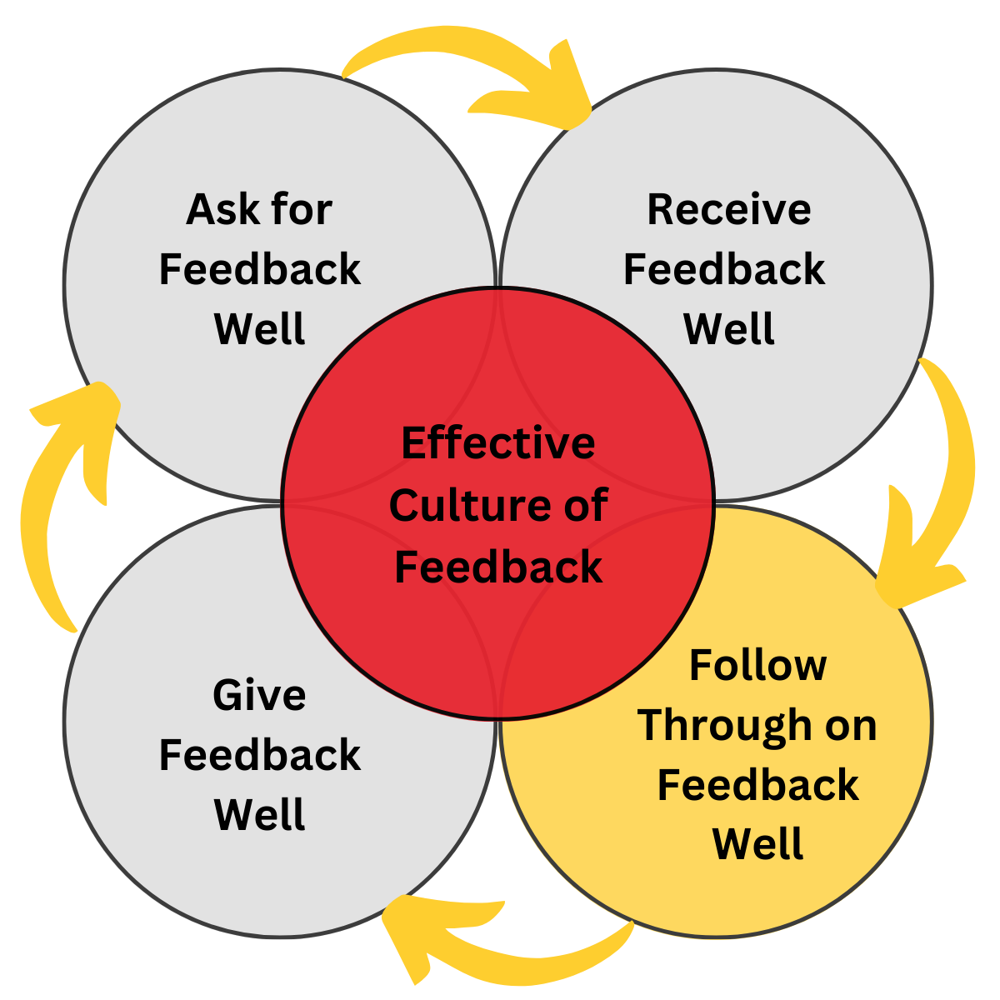 Ask for
Feedback
Well
Receive
Feedback
Well
Effective
Culture of
Feedback
Give
Feedback
Well
Follow
Through on
Feedback
Well